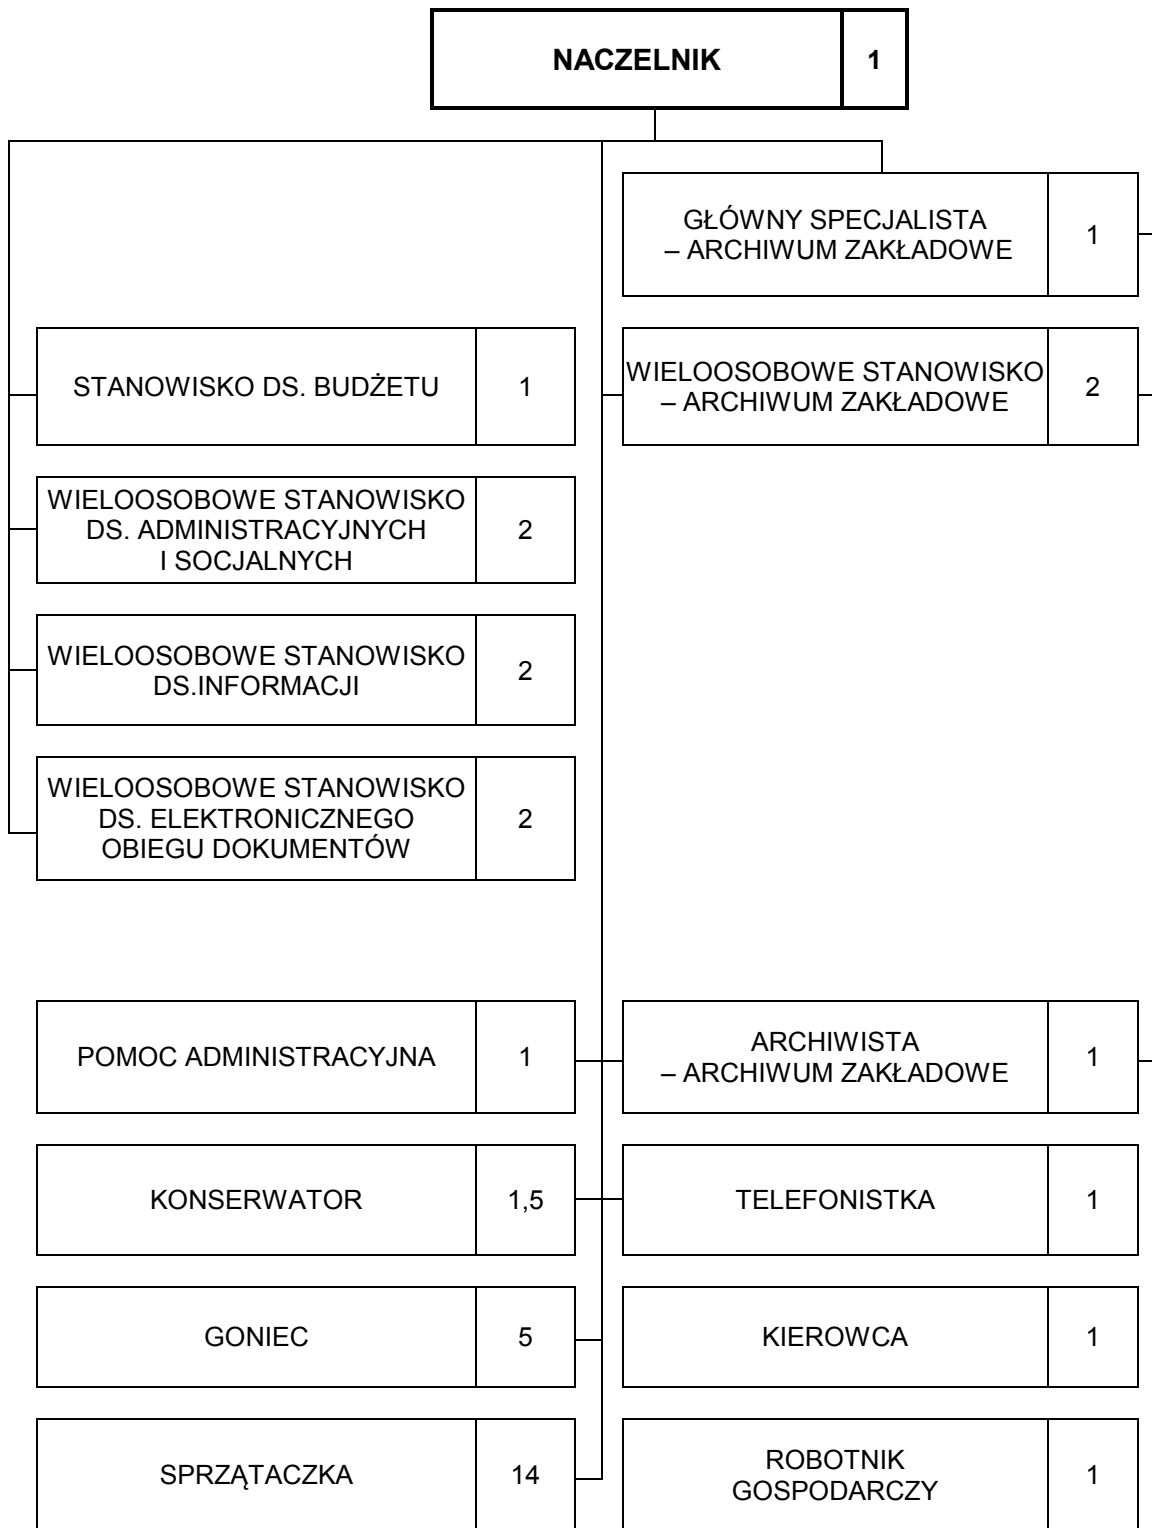 NACZELNIK
1
GŁÓWNY SPECJALISTA
– ARCHIWUM ZAKŁADOWE
1
STANOWISKO DS. BUDŻETU
1
WIELOOSOBOWE STANOWISKO
– ARCHIWUM ZAKŁADOWE
2
WIELOOSOBOWE STANOWISKO
DS. ADMINISTRACYJNYCH
I SOCJALNYCH
2
WIELOOSOBOWE STANOWISKO
DS.INFORMACJI
2
WIELOOSOBOWE STANOWISKO
DS. ELEKTRONICZNEGO
OBIEGU DOKUMENTÓW
2
POMOC ADMINISTRACYJNA
1
ARCHIWISTA
– ARCHIWUM ZAKŁADOWE
1
KONSERWATOR
1,5
TELEFONISTKA
1
GONIEC
5
KIEROWCA
1
SPRZĄTACZKA
14
ROBOTNIK
GOSPODARCZY
1